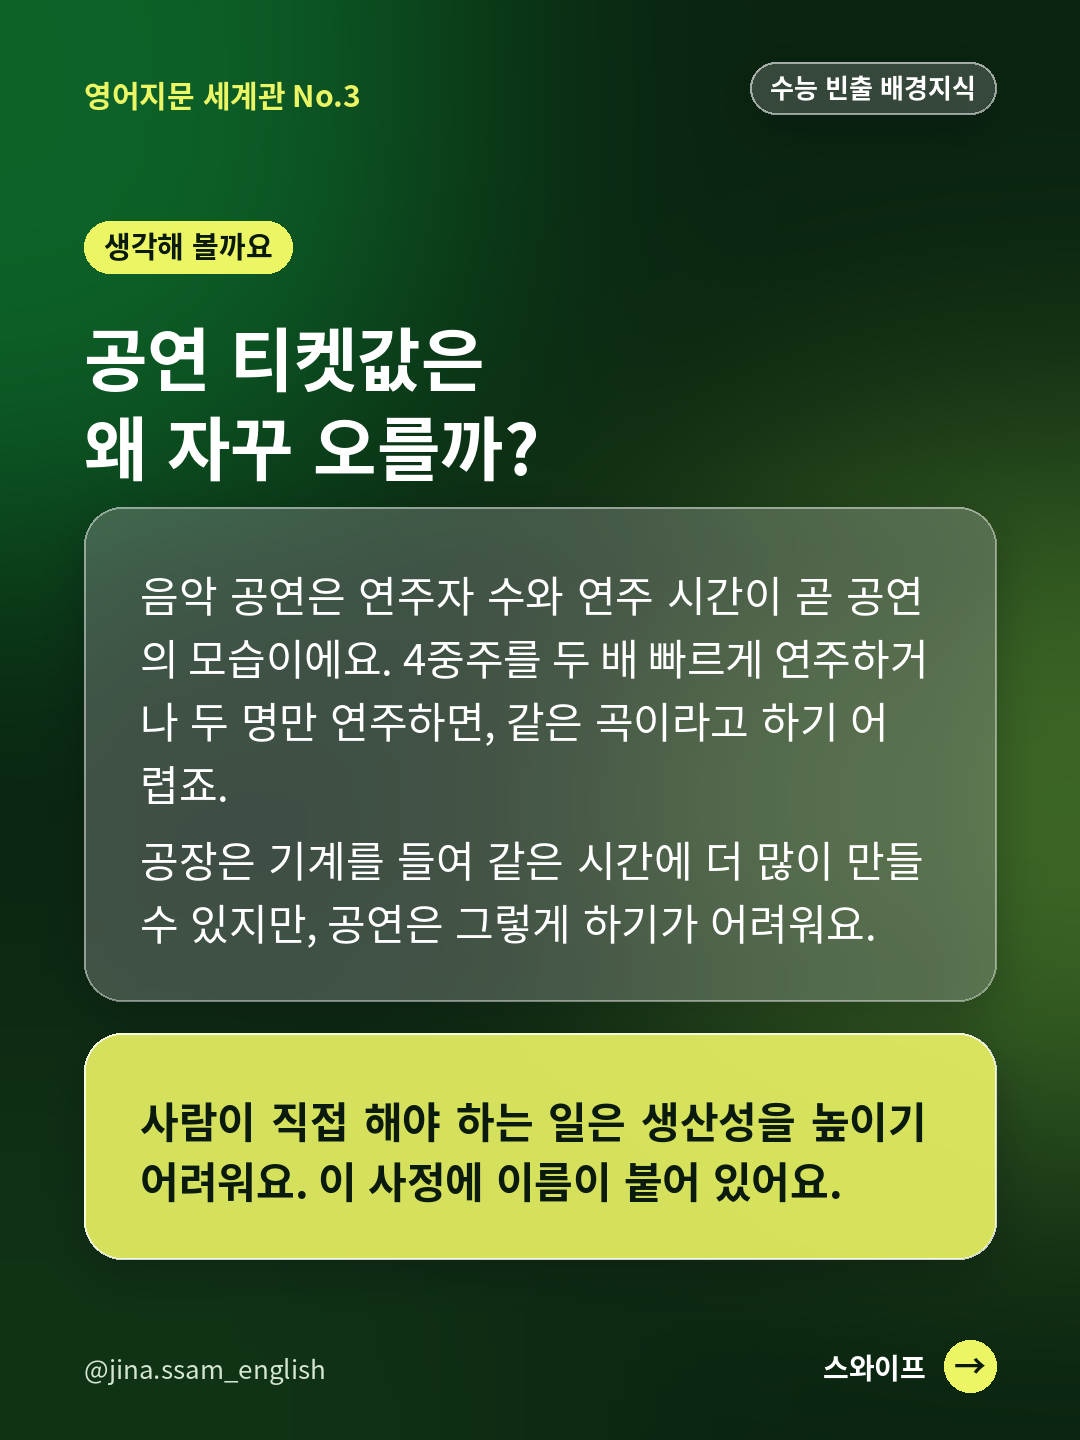 영어지문 세계관 No.3
수능 빈출 배경지식
생각해 볼까요
공연 티켓값은
왜 자꾸 오를까?
음악 공연은 연주자 수와 연주 시간이 곧 공연
의 모습이에요. 4중주를 두 배 빠르게 연주하거
나 두 명만 연주하면, 같은 곡이라고 하기 어
렵죠.
공장은 기계를 들여 같은 시간에 더 많이 만들
수 있지만, 공연은 그렇게 하기가 어려워요.
사람이 직접 해야 하는 일은 생산성을 높이기
어려워요. 이 사정에 이름이 붙어 있어요.
@jina.ssam_english
스와이프 →